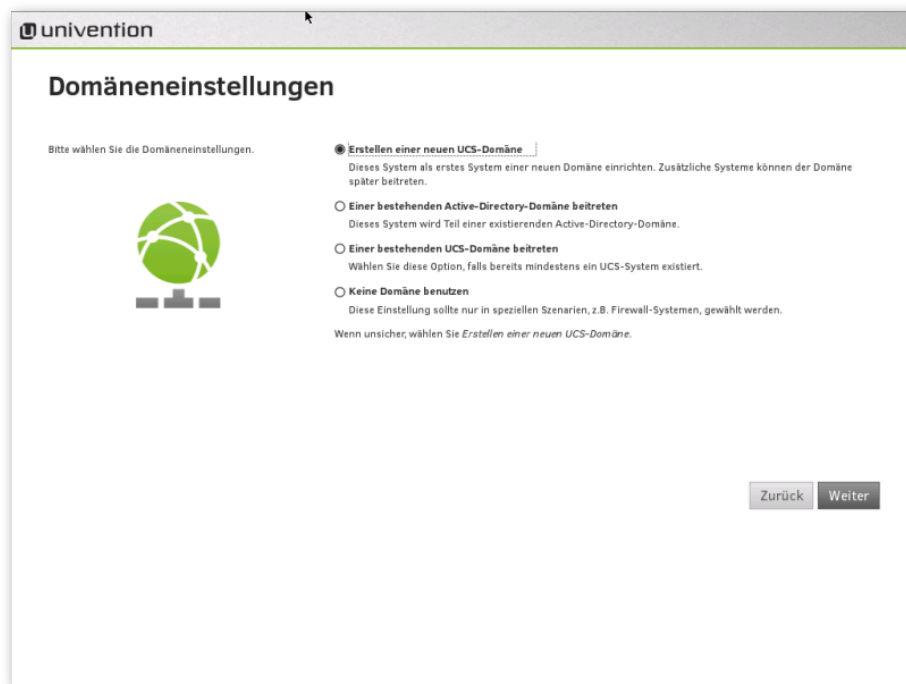 univention
Domäneneinstellungen
Bitte wählen Sie die Domäneneinstellungen.
Erstellen einer neuen UCS-Domäne
Dieses System als erstes System einer neuen Domäne einrichten. Zusätzliche Systeme können der Domäne
später beitreten.
Einer bestehenden Active-Directory-Domäne beitreten
Dieses System wird Teil einer existierenden Active-Directory-Domäne.
Einer bestehenden UCS-Domäne beitreten
Wählen Sie diese Option, falls bereits mindestens ein UCS-System existiert.
Keine Domäne benutzen
Diese Einstellung sollte nur in speziellen Szenarien, z.B. Firewall-Systemen, gewählt werden.
Wenn unsicher, wählen Sie Erstellen einer neuen UCS-Domäne.
Zurück Weiter